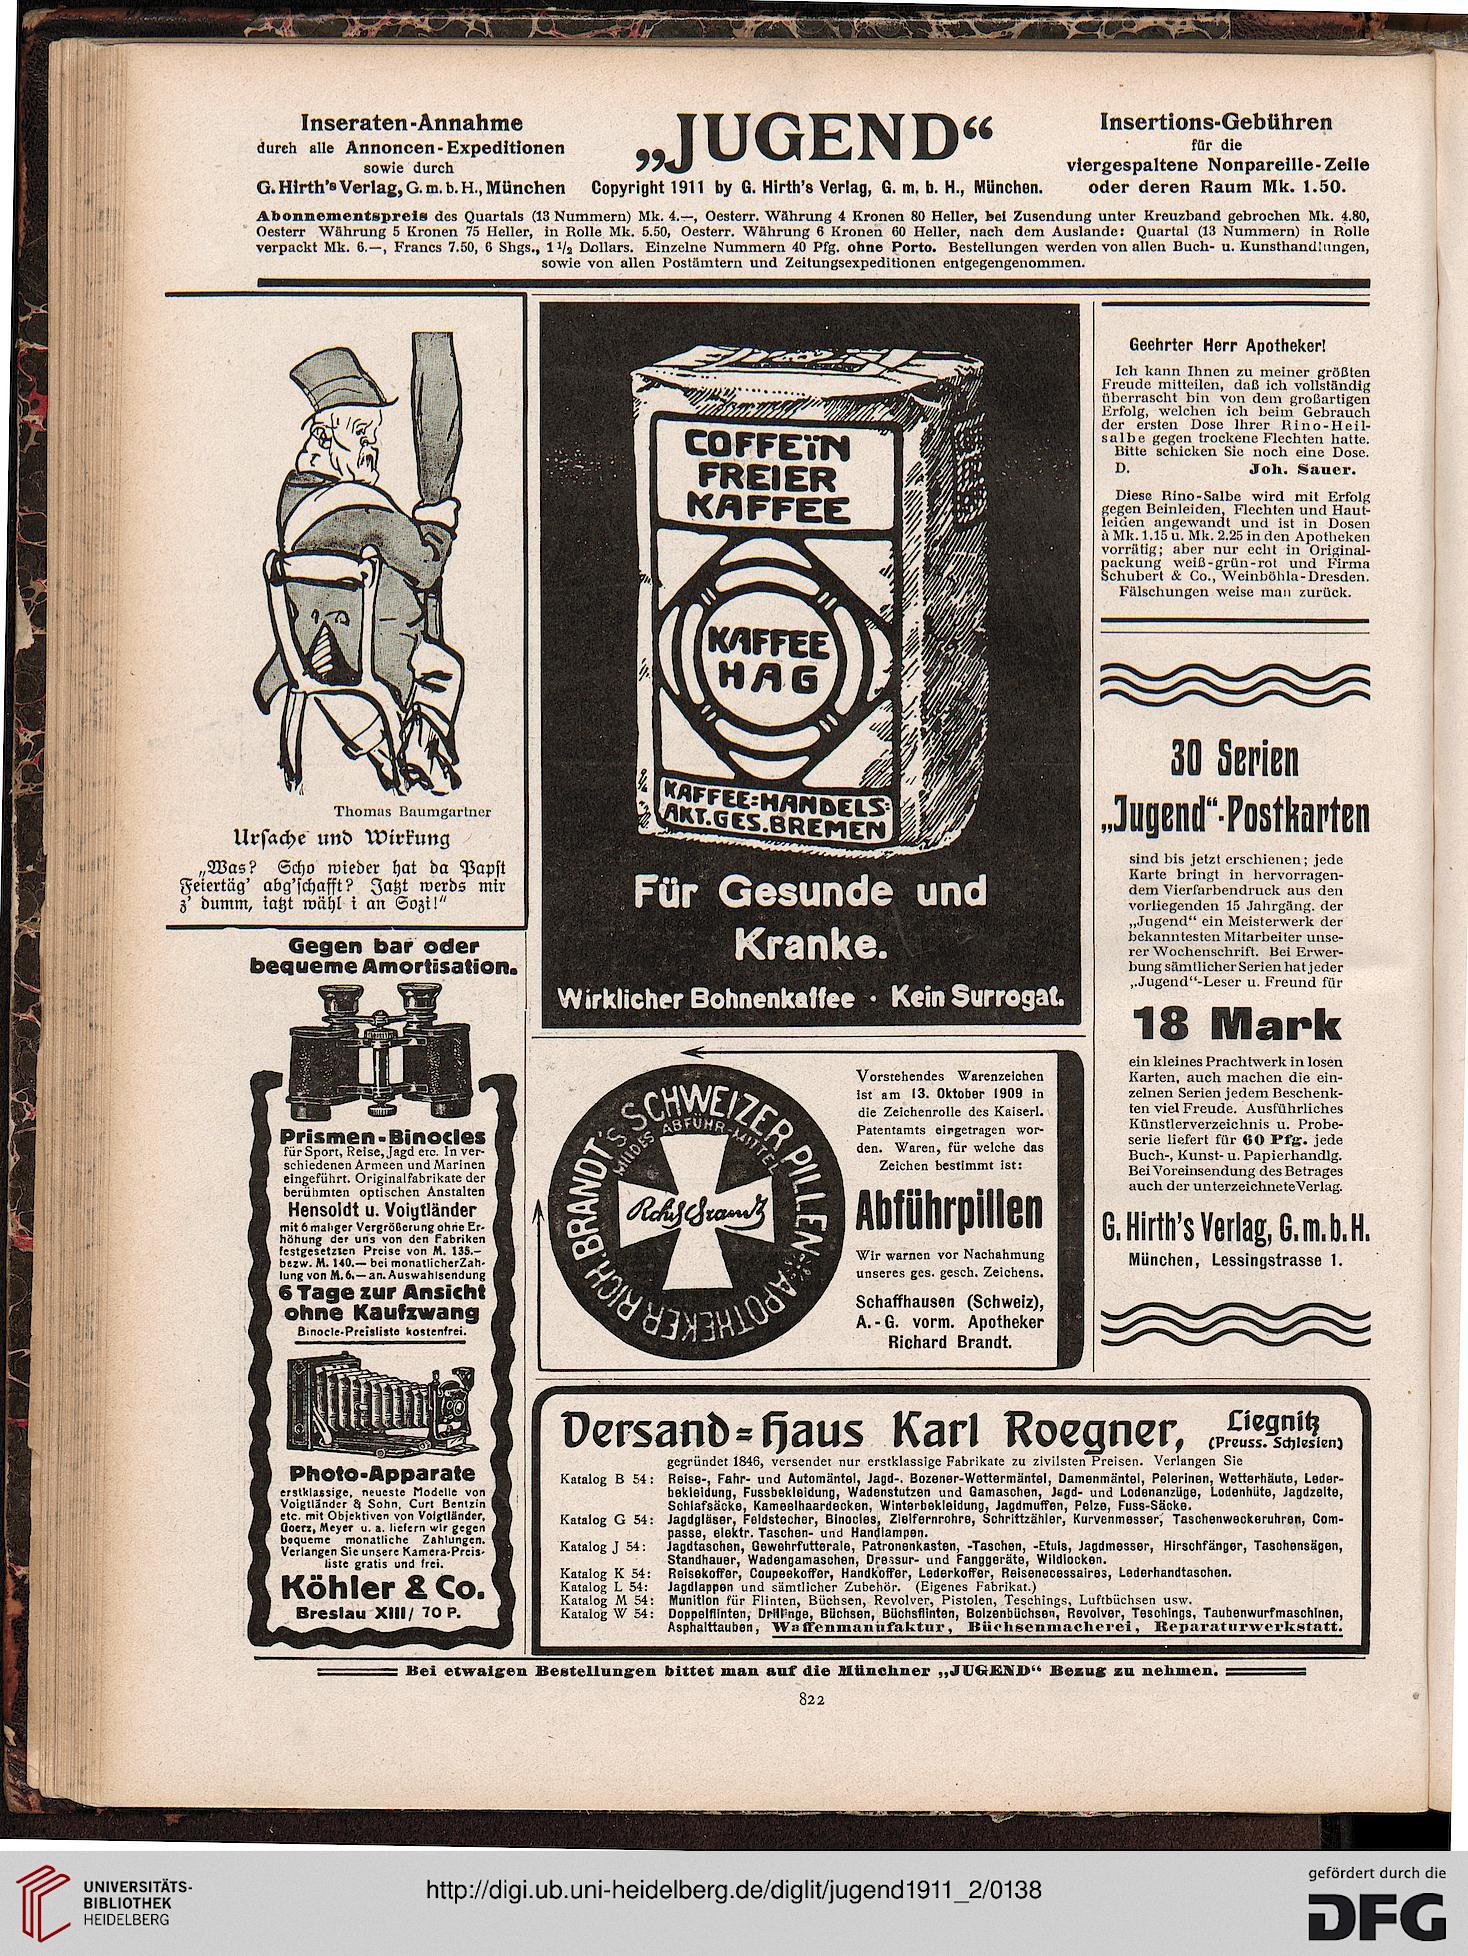 Inseraten-Annahme
durch alle Annoncen-Expeditionen
sowie durch
G. Hirth's Verlag, G. m. b. H., München
„JUGEND“
Copyright 1911 by G. Hirth's Verlag, G. m. b. H., München.
Insertions-Gebühren
für die
viergespaltene Nonpareille-Zeile
oder deren Raum Mk. 1.50.
Abonnementspreis des Quartals (13 Nummern) Mk. 4.—, Oesterr. Währung 4 Kronen 80 Heller, bei Zusendung unter Kreuzband gebrochen Mk. 4.80,
Oesterr Währung 5 Kronen 75 Heller, in Rolle Mk. 5.50, Oesterr. Währung 6 Kronen 60 Heller, nach dem Auslande: Quartal (13 Nummern) in Rolle
verpackt Mk. 6.—, Francs 7.50, 6 Shgs., 1 1/2 Dollars. Einzelne Nummern 40 Pfg. ohne Porto. Bestellungen werden von allen Buch- u. Kunsthandlungen,
sowie von allen Postämtern und Zeitungsexpeditionen entgegengenommen.
Thomas Baumgartner
Ursache und Wirkung
„Was? Scho wieder hat da Papst
Feiertäg' abg'schafft? Jatzt werds mir
z' dumm, iatzt wähl i an Sozi!“
Gegen bar oder
bequeme Amortisation.
Prismen-Binocles
für Sport, Reise, Jagd etc. In ver-
schiedenen Armeen und Marinen
eingeführt. Originalfabrikate der
berühmten optischen Anstalten
Hensoldt u. Voigtländer
mit 6 maliger Vergrößerung ohne Er-
höhung der uns von den Fabriken
festgesetzten Preise von M. 135.—
bezw. M. 140.— bei monatlicher Zah-
lung von M. 6.— an. Auswahlsendung
6 Tage zur Ansicht
ohne Kaufzwang
Binocle-Preisliste kostenfrei.
Photo-Apparate
erstklassige, neueste Modelle von
Voigtländer & Sohn, Curt Bentzin
etc. mit Objektiven von Voigtländer,
Goerz, Meyer u. a. liefern wir gegen
bequeme monatliche Zahlungen.
Verlangen Sie unsere Kamera-Preis-
liste gratis und frei.
Köhler & Co.
Breslau XIII/ 70 P.
COFFEïN
FREIER
KAFFEE
KAFFEE
HAG
KAFFEE-HANDELS-
AKT.GES.BREMEN
Für Gesunde und
Kranke.
Wirklicher Bohnenkaffee · Kein Surrogat.
APOTHEKER RICH. BRANDT'S SCHWEIZER PILLEN
MILDES ABFÜHR-MITTEL
Richd Brandt
Vorstehendes Warenzeichen
ist am 13. Oktober 1909 in
die Zeichenrolle des Kaiserl.
Patentamts eingetragen wor-
den. Waren, für welche das
Zeichen bestimmt ist:
Abführpillen
Wir warnen vor Nachahmung
unseres ges. gesch. Zeichens.
Schaffhausen (Schweiz),
A.-G. vorm. Apotheker
Richard Brandt.
Geehrter Herr Apotheker!
Ich kann Ihnen zu meiner größten
Freude mitteilen, daß ich vollständig
überrascht bin von dem großartigen
Erfolg, welchen ich beim Gebrauch
der ersten Dose Ihrer Rino-Heil-
salbe gegen trockene Flechten hatte.
Bitte schicken Sie noch eine Dose.
D. Joh. Sauer.
Diese Rino-Salbe wird mit Erfolg
gegen Beinleiden, Flechten und Haut-
leiden angewandt und ist in Dosen
à Mk. 1.15 u. Mk. 2.25 in den Apotheken
vorrätig; aber nur echt in Original-
packung weiß-grün-rot und Firma
Schubert & Co., Weinböhla-Dresden.
Fälschungen weise man zurück.
30 Serien
„Jugend“-Postkarten
sind bis jetzt erschienen; jede
Karte bringt in hervorragen-
dem Vierfarbendruck aus den
vorliegenden 15 Jahrgäng. der
„Jugend“ ein Meisterwerk der
bekanntesten Mitarbeiter unse-
rer Wochenschrift. Bei Erwer-
bung sämtlicher Serien hat jeder
„Jugend“-Leser u. Freund für
18 Mark
ein kleines Prachtwerk in losen
Karten, auch machen die ein-
zelnen Serien jedem Beschenk-
ten viel Freude. Ausführliches
Künstlerverzeichnis u. Probe-
serie liefert für 60 Pfg. jede
Buch-, Kunst- u. Papierhandlg.
Bei Voreinsendung des Betrages
auch der unterzeichnete Verlag.
G. Hirth's Verlag, G. m. b. H.
München, Lessingstrasse 1.
Versand-Haus Karl Roegner, Liegnitz
(Preuss. Schlesien)
gegründet 1846, versendet nur erstklassige Fabrikate zu zivilsten Preisen. Verlangen Sie
Katalog B 54: Reise-, Fahr- und Automäntel, Jagd-, Bozener-Wettermäntel, Damenmäntel, Pelerinen, Wetterhäute, Leder-
bekleidung, Fussbekleidung, Wadenstutzen und Gamaschen, Jagd- und Lodenanzüge, Lodenhüte, Jagdzelte,
Schlafsäcke, Kameelhaardecken, Winterbekleidung, Jagdmuffen, Pelze, Fuss-Säcke.
Katalog G 54: Jagdgläser, Feldstecher, Binocles, Zielfernrohre, Schrittzähler, Kurvenmesser, Taschenweckeruhren, Com-
passe, elektr. Taschen- und Handlampen.
Katalog J 54: Jagdtaschen, Gewehrfutterale, Patronenkasten, -Taschen, -Etuis, Jagdmesser, Hirschfänger, Taschensägen,
Standhauer, Wadengamaschen, Dressur- und Fanggeräte, Wildlocken.
Katalog K 54: Reisekoffer, Coupeekoffer, Handkoffer, Lederkoffer, Reisenecessaires, Lederhandtaschen.
Katalog L 54: Jagdlappen und sämtlicher Zubehör. (Eigenes Fabrikat.)
Katalog M 54: Munition für Flinten, Büchsen, Revolver, Pistolen, Teschings, Luftbüchsen usw.
Katalog W 54: Doppelflinten, Drillinge, Büchsen, Büchsflinten, Bolzenbüchsen, Revolver, Teschings, Taubenwurfmaschinen,
Asphalttauben, Waffenmanufaktur, Büchsenmacherei, Reparaturwerkstatt.
Bei etwaigen Bestellungen bittet man auf die Münchner „JUGEND“ Bezug zu nehmen.
822
UNIVERSITÄTS-
BIBLIOTHEK
HEIDELBERG
http://digi.ub.uni-heidelberg.de/diglit/jugend1911_2/0138
gefördert durch die
DFG